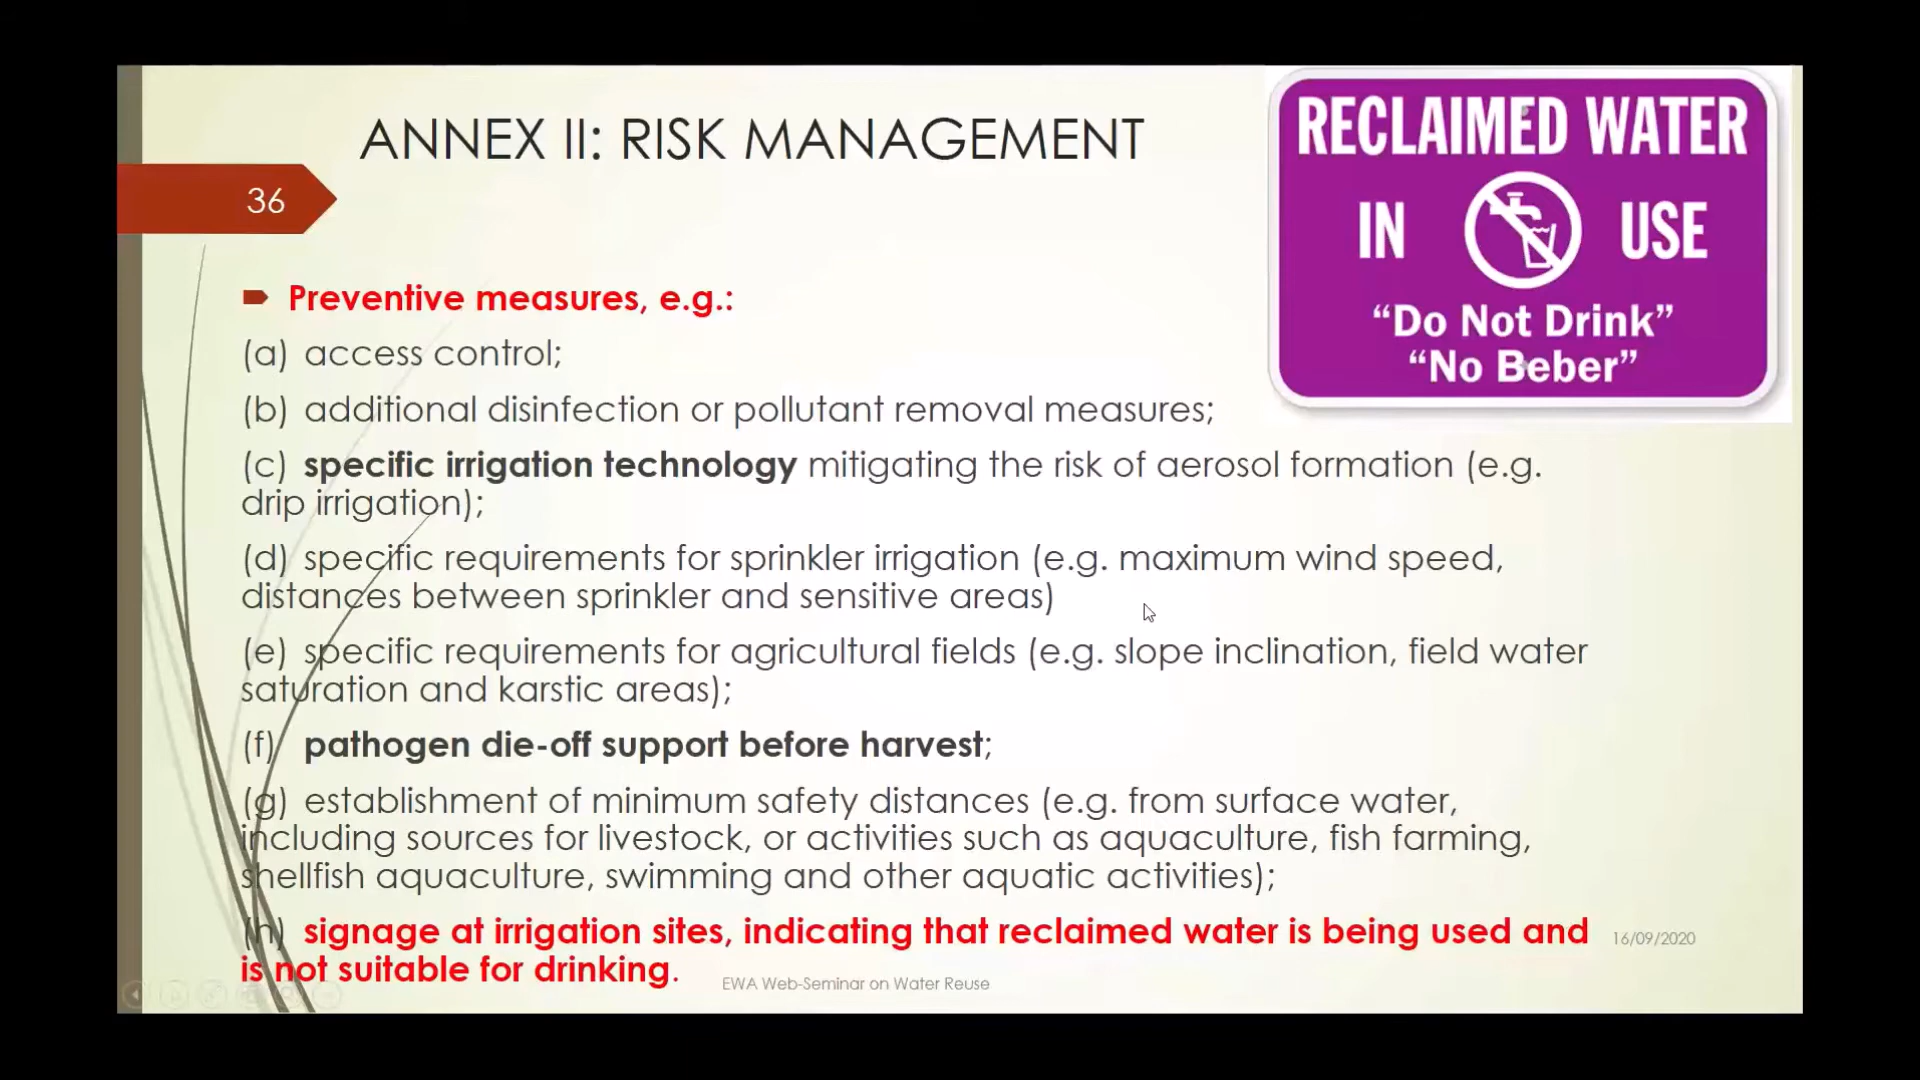 ANNEX II: RISK MANAGEMENT
RECLAIMED WATER
IN USE
“Do Not Drink”
“No Beber”
36
Preventive measures, e.g.:
(a) access control;
(b) additional disinfection or pollutant removal measures;
(c) specific irrigation technology mitigating the risk of aerosol formation (e.g.
drip irrigation);
(d) specific requirements for sprinkler irrigation (e.g. maximum wind speed,
distances between sprinkler and sensitive areas)
(e) specific requirements for agricultural fields (e.g. slope inclination, field water
saturation and karstic areas);
(f) pathogen die-off support before harvest;
(g) establishment of minimum safety distances (e.g. from surface water,
including sources for livestock, or activities such as aquaculture, fish farming,
shellfish aquaculture, swimming and other aquatic activities);
(h) signage at irrigation sites, indicating that reclaimed water is being used and
is not suitable for drinking.
16/09/2020
EWA Web-Seminar on Water Reuse